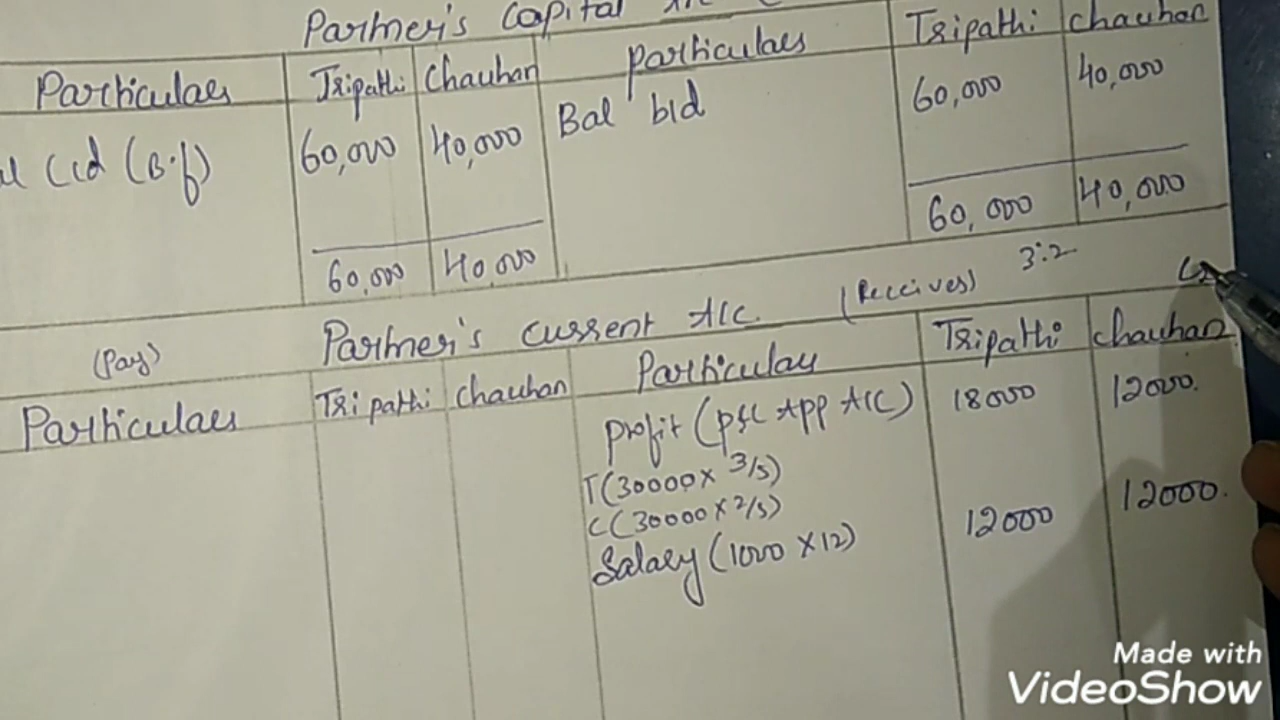 Partner's Capital
Particulars Tripathi Chauhan particulars Tripathi Chauhan
Cld (B.f) 60,000 40,000 Bal bld 60,000 40,000
60,000 40,000 60,000 40,000
(Pay) Partner's Current A/C. (Receives) 3:2
Particulars Tripathi Chauhan Particulars Tripathi Chauhan
Profit (P&L App A/C) 18000 12000.
T(30000 x 3/5)
C(30000 x 2/5)
Salary (1000 x 12) 12000 12000.
Made with
VideoShow